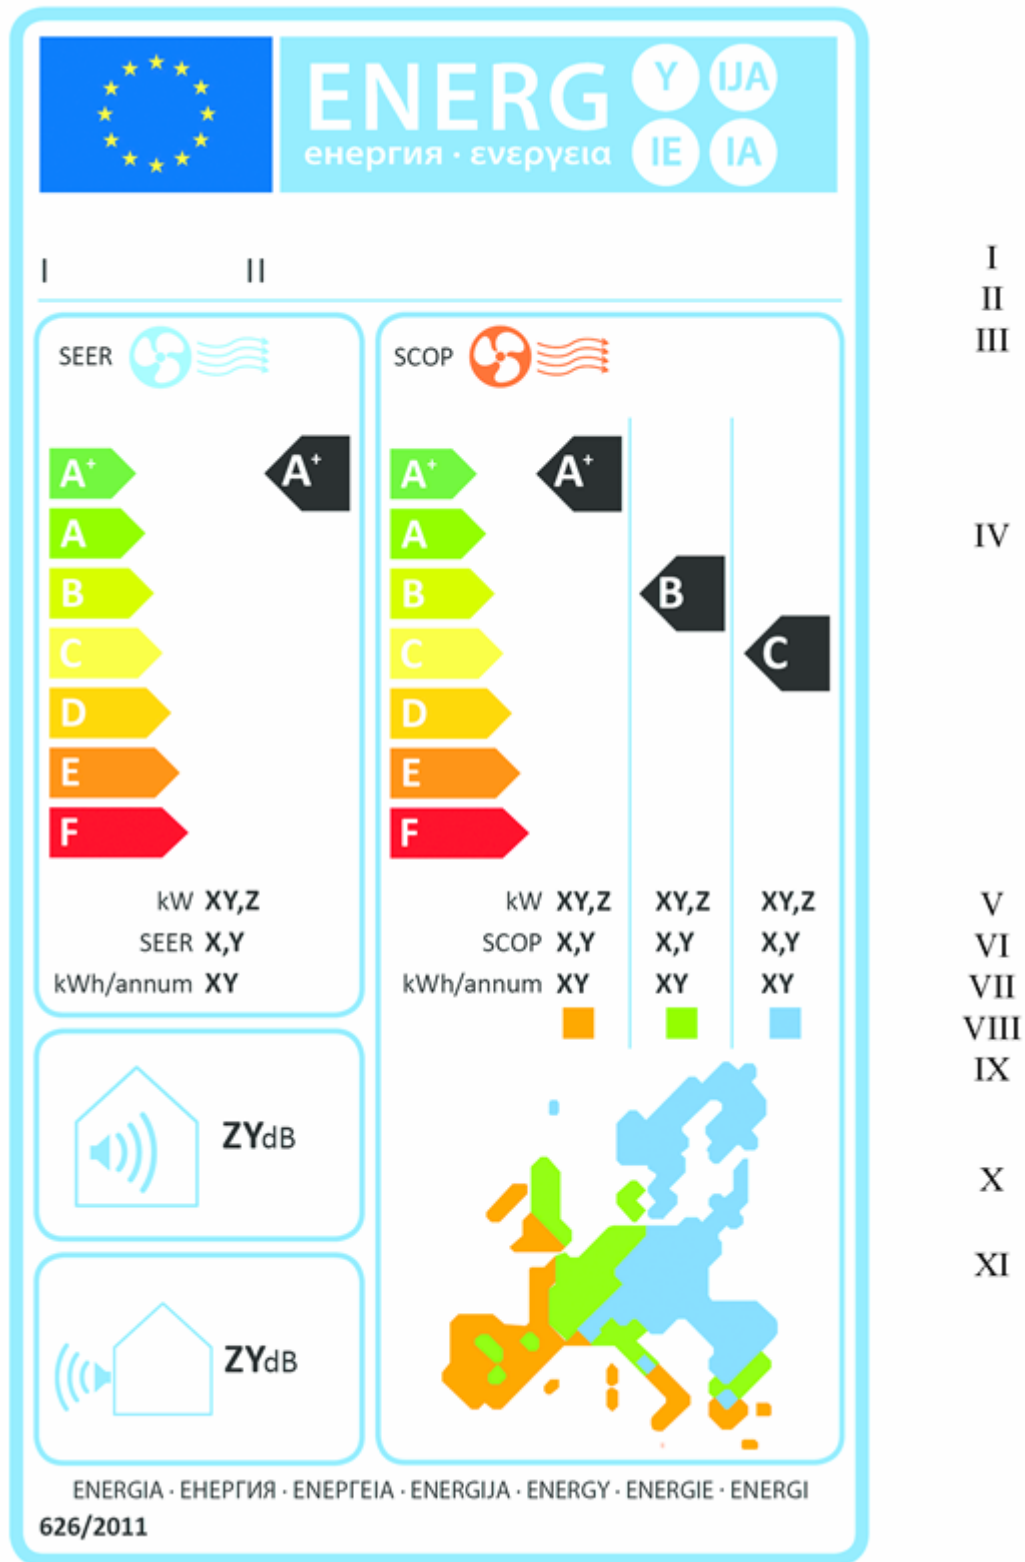 ENERG Y IJA
енергия · ενεργεια IE IA
I II
I
II
III
SEER
SCOP
A+ A+
A
B
C
D
E
F
A+ A+
A
B B
C C
D
E
F
IV
kW XY,Z
SEER X,Y
kWh/annum XY
kW XY,Z XY,Z XY,Z
SCOP X,Y X,Y X,Y
kWh/annum XY XY XY
V
VI
VII
VIII
IX
X
XI
ZYdB
ZYdB
ENERGIA · ЕНЕРГИЯ · ΕΝΕΡΓΕΙΑ · ENERGIJA · ENERGY · ENERGIE · ENERGI
626/2011